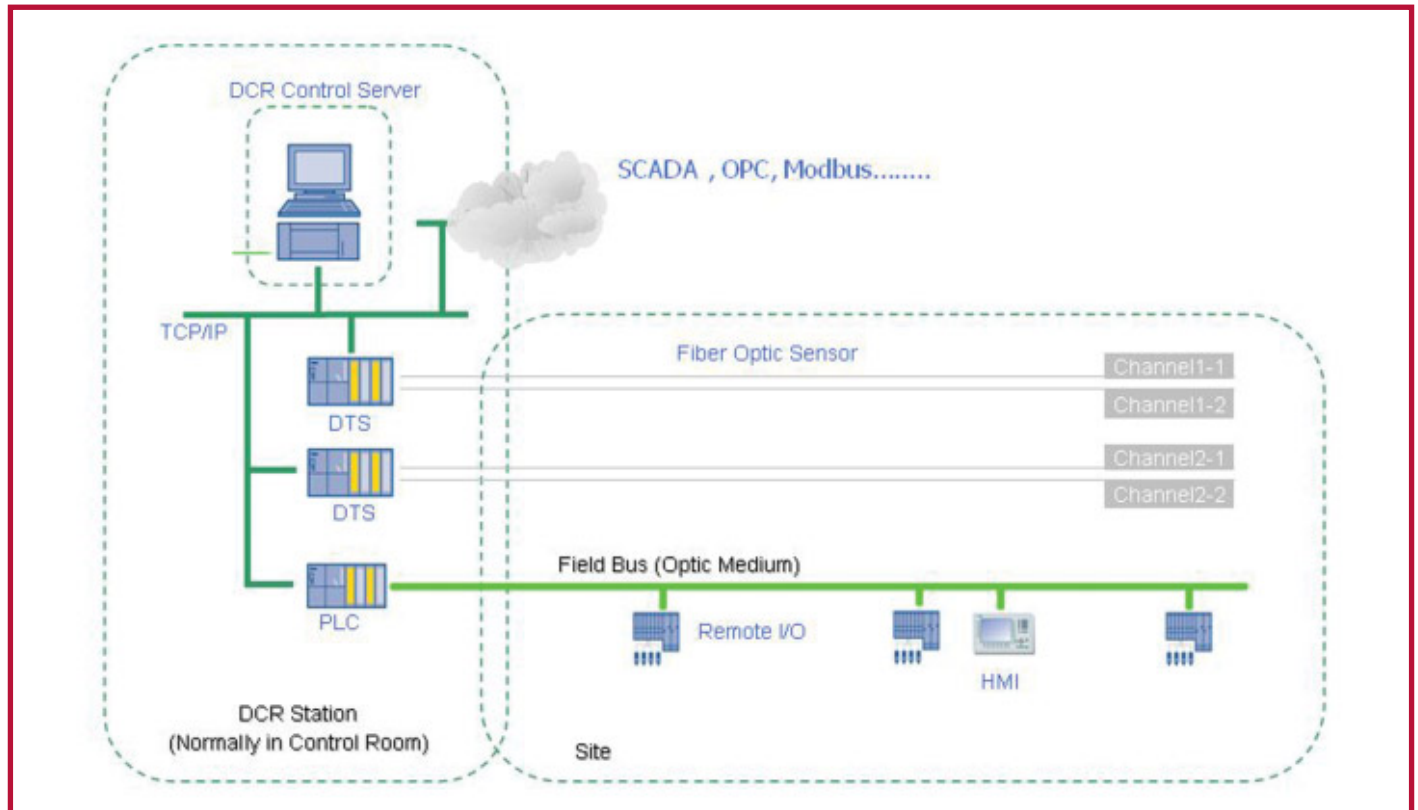 DCR Control Server
SCADA , OPC, Modbus........
TCP/IP
Fiber Optic Sensor
Channel1-1
Channel1-2
DTS
Channel2-1
Channel2-2
DTS
Field Bus (Optic Medium)
PLC
Remote I/O
HMI
DCR Station
(Normally in Control Room)
Site